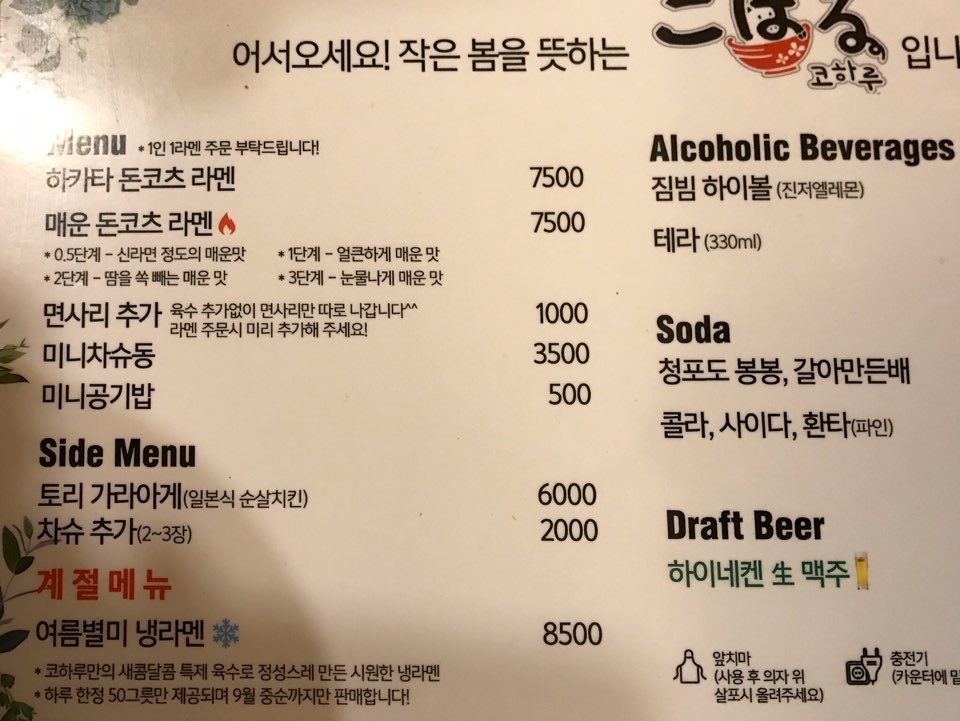 어서오세요! 작은 봄을 뜻하는 こはる 코하루 입니
Menu * 1인 1라멘 주문 부탁드립니다!
하카타 돈코츠 라멘 7500
매운 돈코츠 라멘 7500
* 0.5단계 – 신라면 정도의 매운맛 * 1단계 – 얼큰하게 매운 맛
* 2단계 – 땀을 쏙 빼는 매운 맛 * 3단계 – 눈물나게 매운 맛
면사리 추가 육수 추가없이 면사리만 따로 나갑니다^^ 1000
라멘 주문시 미리 추가해 주세요!
미니차슈동 3500
미니공기밥 500
Side Menu
토리 가라아게(일본식 순살치킨) 6000
차슈 추가(2~3장) 2000
계절메뉴
여름별미 냉라멘 8500
* 코하루만의 새콤달콤 특제 육수로 정성스레 만든 시원한 냉라멘
* 하루 한정 50그릇만 제공되며 9월 중순까지만 판매합니다!
Alcoholic Beverages
짐빔 하이볼 (진저엘레몬)
테라 (330ml)
Soda
청포도 봉봉, 갈아만든배
콜라, 사이다, 환타(파인)
Draft Beer
하이네켄 生 맥주
앞치마
(사용 후 의자 위
살포시 올려주세요)
충전기
(카운터에